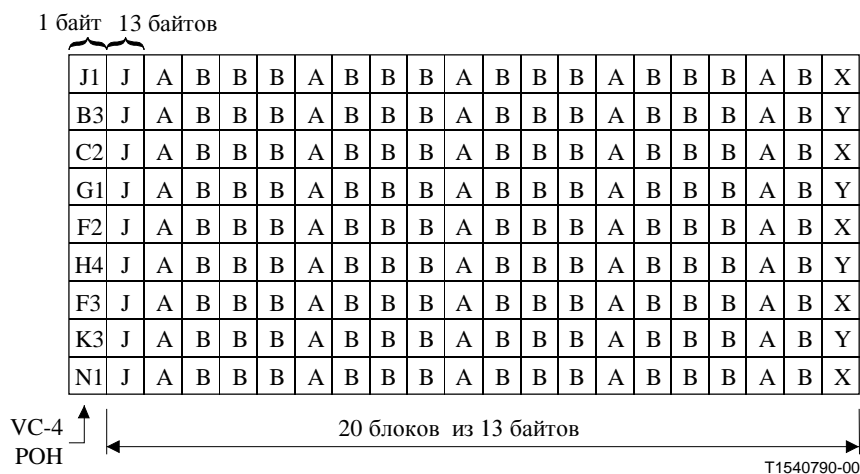 1 байт 13 байтов
J1 J A B B B A B B B A B B B A B B B A B X
B3 J A B B B A B B B A B B B A B B B A B Y
C2 J A B B B A B B B A B B B A B B B A B X
G1 J A B B B A B B B A B B B A B B B A B Y
F2 J A B B B A B B B A B B B A B B B A B X
H4 J A B B B A B B B A B B B A B B B A B Y
F3 J A B B B A B B B A B B B A B B B A B X
K3 J A B B B A B B B A B B B A B B B A B Y
N1 J A B B B A B B B A B B B A B B B A B X
VC-4
POH
20 блоков из 13 байтов
T1540790-00